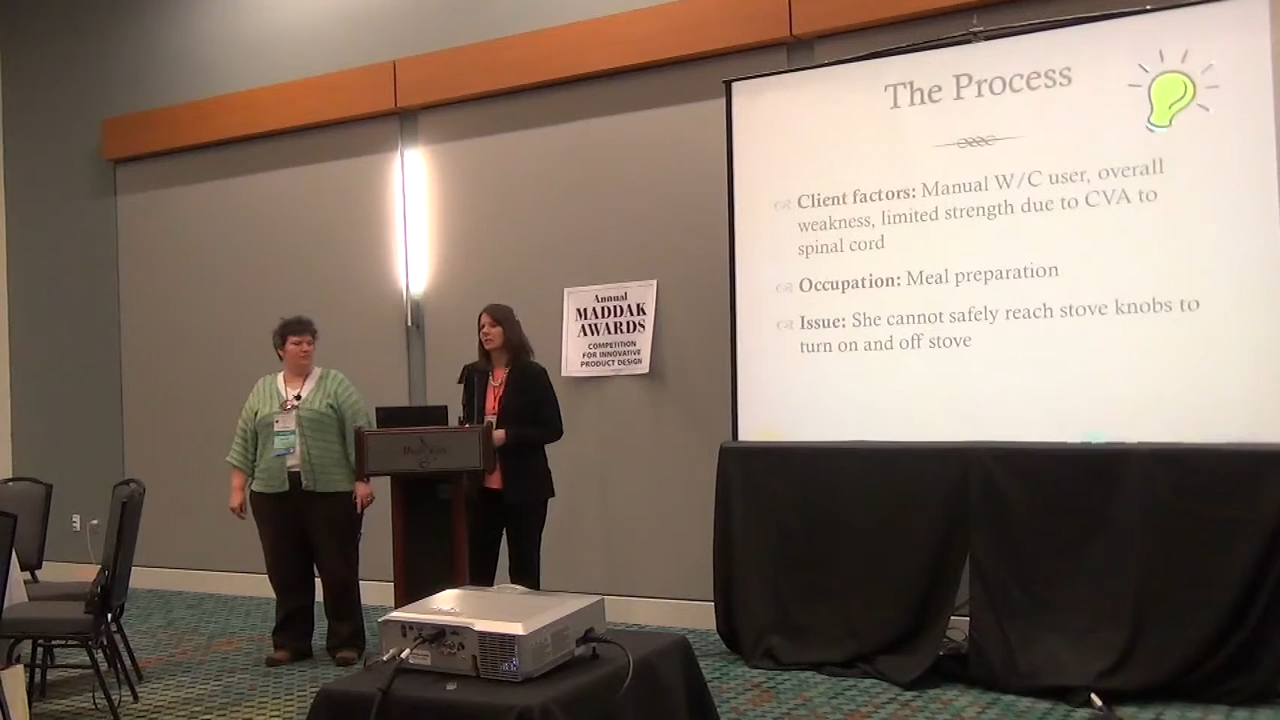 The Process
Client factors: Manual W/C user, overall
weakness, limited strength due to CVA to
spinal cord
Occupation: Meal preparation
Issue: She cannot safely reach stove knobs to
turn on and off stove
Annual
MADDAK
AWARDS
COMPETITION
FOR INNOVATIVE
PRODUCT DESIGN